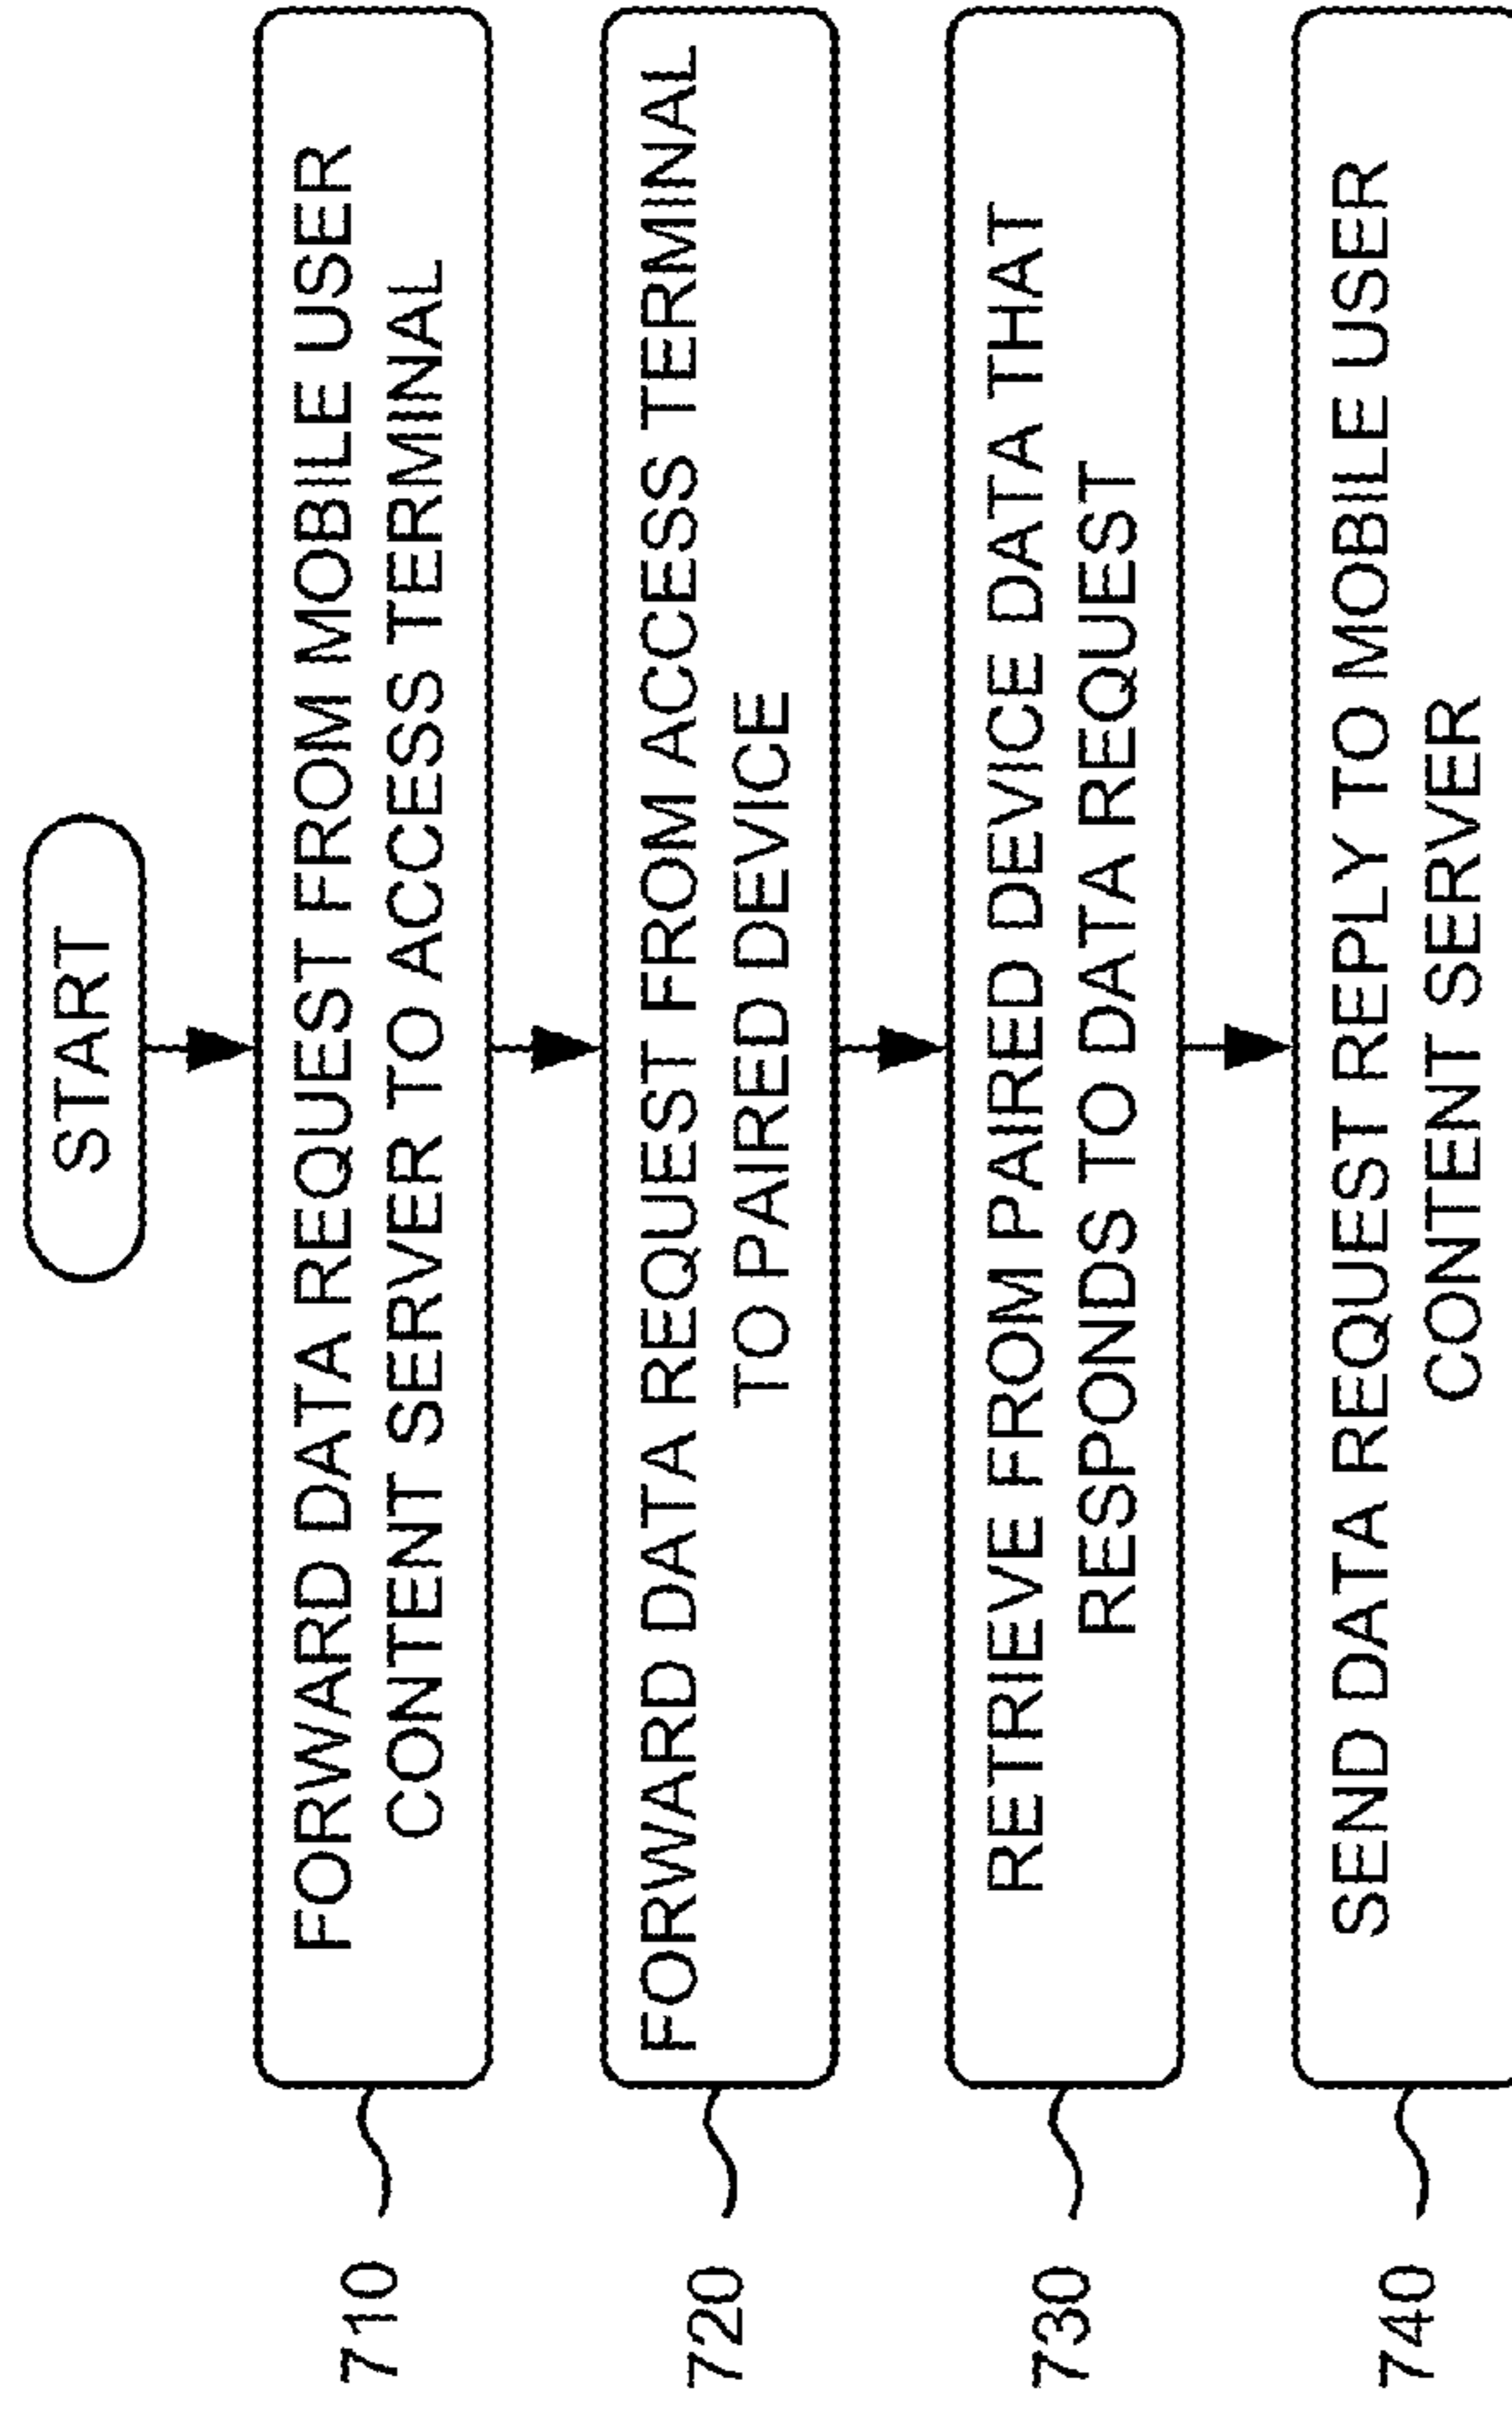 START
710
FORWARD DATA REQUEST FROM MOBILE USER
CONTENT SERVER TO ACCESS TERMINAL
720
FORWARD DATA REQUEST FROM ACCESS TERMINAL
TO PAIRED DEVICE
730
RETRIEVE FROM PAIRED DEVICE DATA THAT
RESPONDS TO DATA REQUEST
740
SEND DATA REQUEST REPLY TO MOBILE USER
CONTENT SERVER